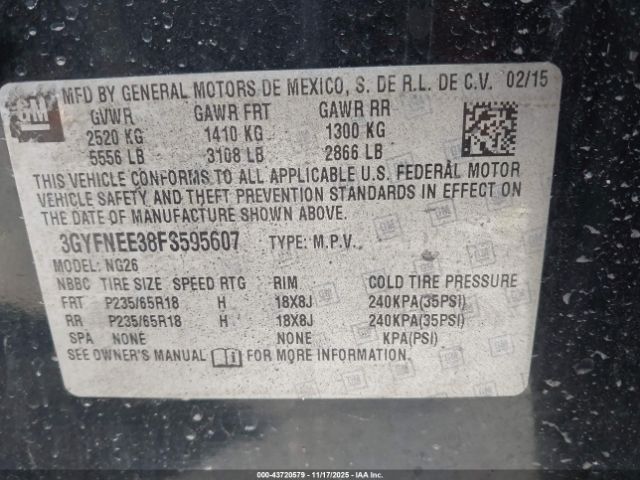 GM
MFD BY GENERAL MOTORS DE MEXICO, S. DE R.L. DE C.V. 02/15
GVWR GAWR FRT GAWR RR
2520 KG 1410 KG 1300 KG
5556 LB 3108 LB 2866 LB
THIS VEHICLE CONFORMS TO ALL APPLICABLE U.S. FEDERAL MOTOR
VEHICLE SAFETY AND THEFT PREVENTION STANDARDS IN EFFECT ON
THE DATE OF MANUFACTURE SHOWN ABOVE.
3GYFNEE38FS595607 TYPE: M.P.V.
MODEL: NG26
NBBC TIRE SIZE SPEED RTG RIM COLD TIRE PRESSURE
FRT P235/65R18 H 18X8J 240KPA(35PSI)
RR P235/65R18 H 18X8J 240KPA(35PSI)
SPA NONE NONE KPA(PSI)
SEE OWNER'S MANUAL FOR MORE INFORMATION.
000-43720579 — 11/17/2025 - IAAI.COM